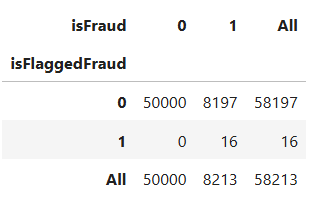 isFraud 0 1 All
isFlaggedFraud
0 50000 8197 58197
1 0 16 16
All 50000 8213 58213